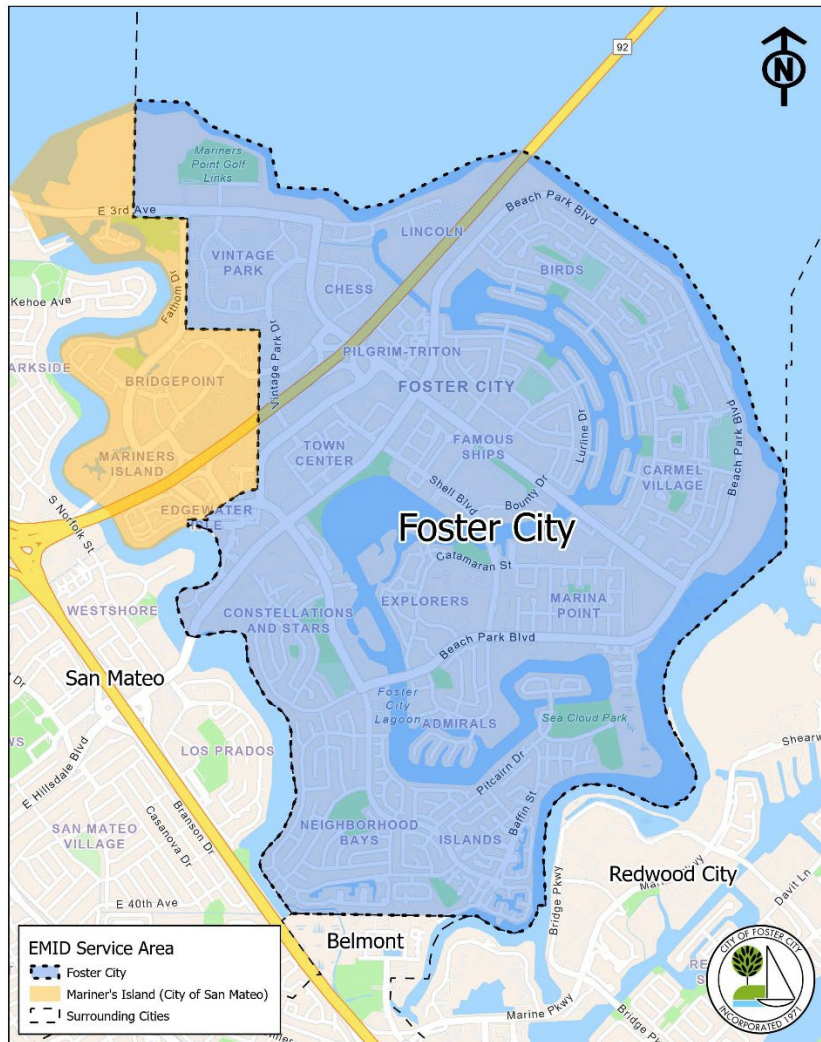 92
N
Mariners
Point Golf
Links
E 3rd Ave
Beach Park Blvd
LINCOLN
VINTAGE
PARK
BIRDS
CHESS
Kehoe Ave
Fathom Dr
Vintage Park Dr
PILGRIM-TRITON
ARKSIDE
BRIDGEPOINT
FOSTER CITY
Lurline Dr
Beach Park Blvd
TOWN
CENTER
FAMOUS
SHIPS
MARINERS
ISLAND
CARMEL
VILLAGE
Shell Blvd
Bounty Dr
S Norfolk St
EDGEWATER
ISLE
Foster City
Catamaran St
WESTSHORE
CONSTELLATIONS
AND STARS
EXPLORERS
MARINA
POINT
Beach Park Blvd
San Mateo
Dr
Foster
City
Lagoon
ADMIRALS
Sea Cloud Park
WS
E Hillsdale Blvd
LOS PRADOS
Shearw
Pitcairn Dr
Branson Dr
Casanova Dr
SAN MATEO
VILLAGE
NEIGHBORHOOD
BAYS
ISLANDS
Baffin St
E 40th Ave
Bridge Pkwy
Redwood City
Davit Ln
Belmont
EMID Service Area
Foster City
Mariner's Island (City of San Mateo)
Surrounding Cities
Marine Pkwy
Bridge Pk
CITY OF FOSTER CITY
INCORPORATED 1971